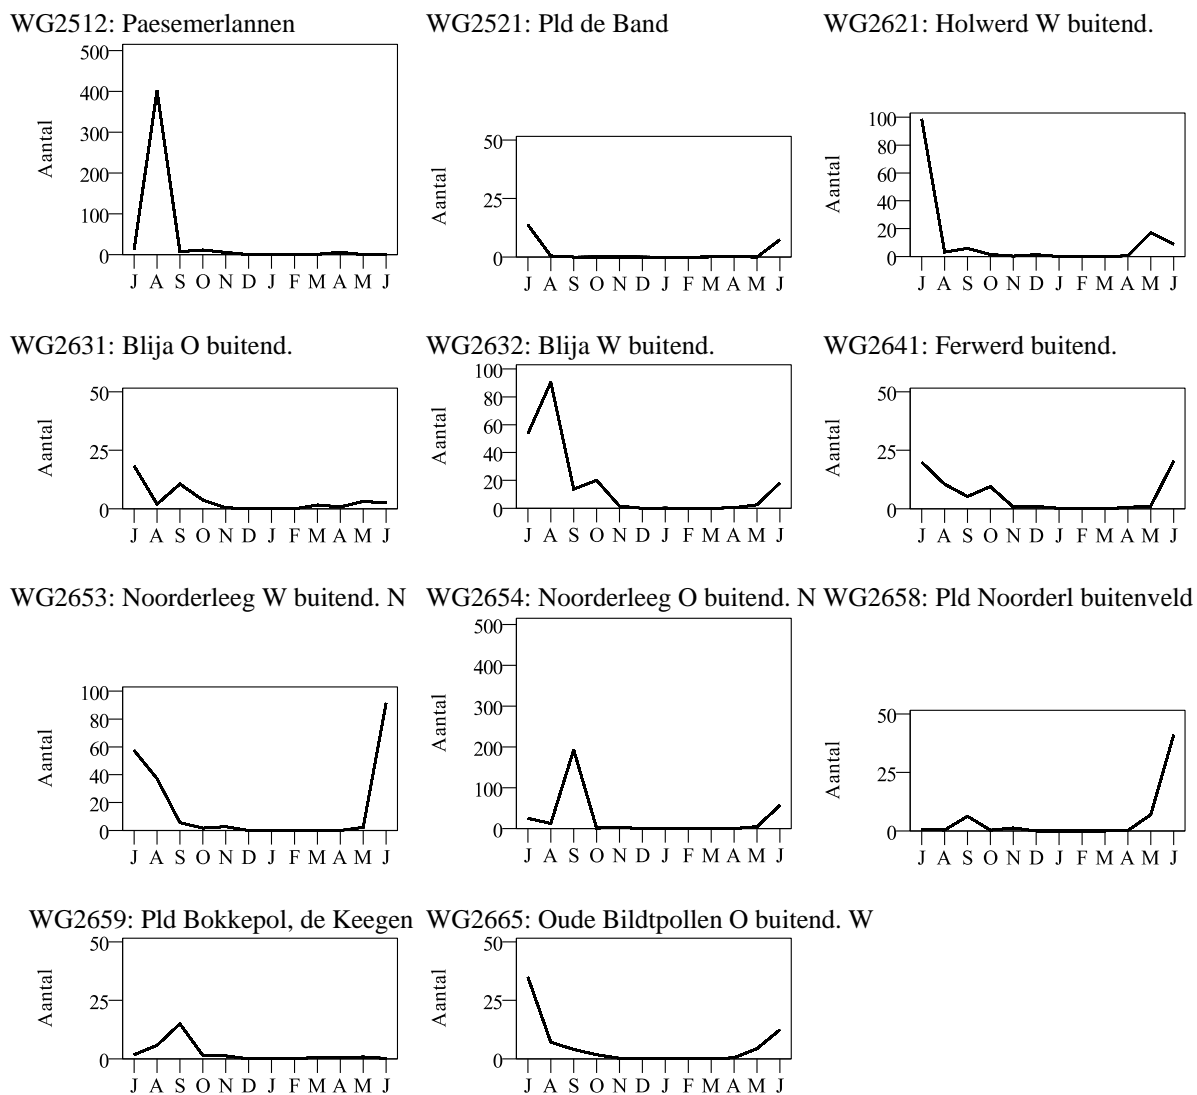 WG2512: Paesemerlannen
500
400
300
200
100
0
Aantal
J A S O N D J F M A M J
WG2521: Pld de Band
50
25
0
Aantal
J A S O N D J F M A M J
WG2621: Holwerd W buitend.
100
80
60
40
20
0
Aantal
J A S O N D J F M A M J
WG2631: Blija O buitend.
50
25
0
Aantal
J A S O N D J F M A M J
WG2632: Blija W buitend.
100
80
60
40
20
0
Aantal
J A S O N D J F M A M J
WG2641: Ferwerd buitend.
50
25
0
Aantal
J A S O N D J F M A M J
WG2653: Noorderleeg W buitend. N
100
80
60
40
20
0
Aantal
J A S O N D J F M A M J
WG2654: Noorderleeg O buitend. N
500
400
300
200
100
0
Aantal
J A S O N D J F M A M J
WG2658: Pld Noorderl buitenveld
50
25
0
Aantal
J A S O N D J F M A M J
WG2659: Pld Bokkepol, de Keegen
50
25
0
Aantal
J A S O N D J F M A M J
WG2665: Oude Bildtpollen O buitend. W
50
25
0
Aantal
J A S O N D J F M A M J